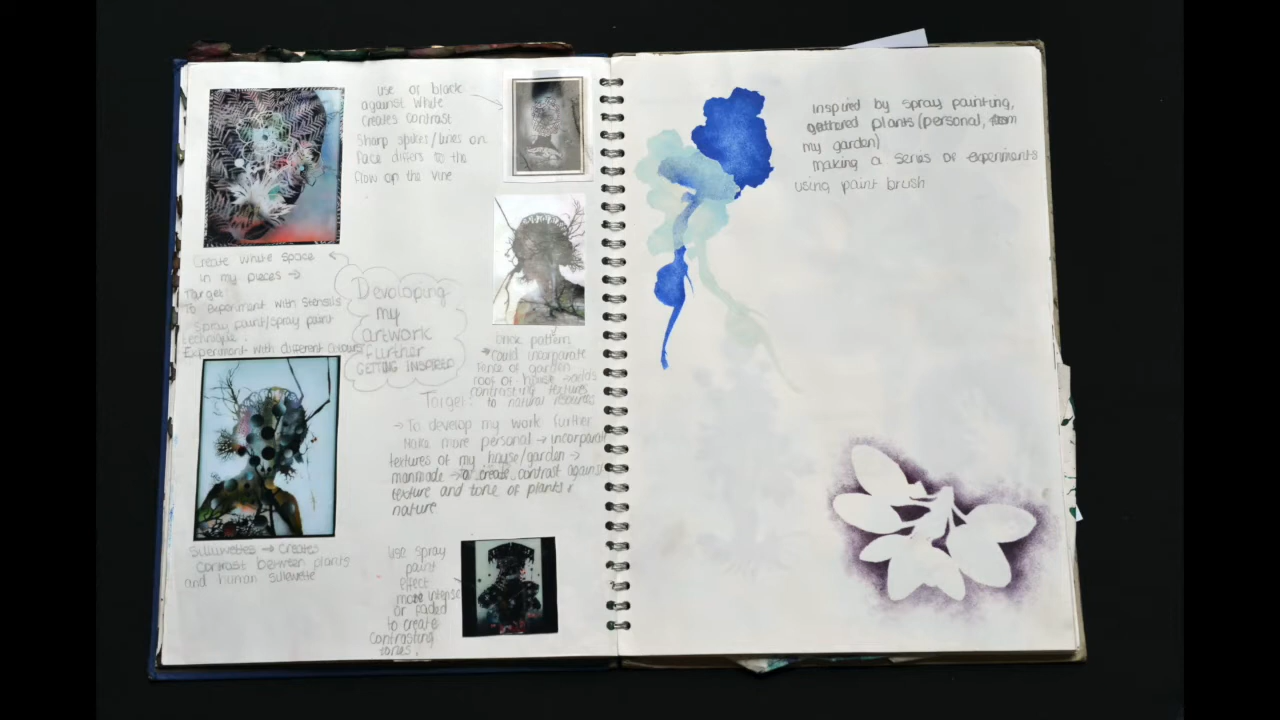 use of black
against white
creates contrast
Sharp spikes/lines on
face differs to the
flow of the vine
Create white space
in my pieces →
Target
To experiment with Stensils
Spray paint/spray paint
technique.
Experiment with different colours
Developing
my
artwork
further
GETTING INSPIRED
pattern
→ Could incorparate
fence of garden
roof of house → adds
contrasting textures
to natural resources
Target:
→ To develop my work further
Make more personal → incorparate
textures of my house/garden →
manmade → create contrast against
texture and tone of plants &
nature
Silluwettes → Creates
Contrast between plants
and human Silewette
Use spray
paint
effect
more intense
or faded
to create
Contrasting
tones.
inspired by spray painting,
gathered plants (personal, from
my garden)
making a series of experiments
using paint brush